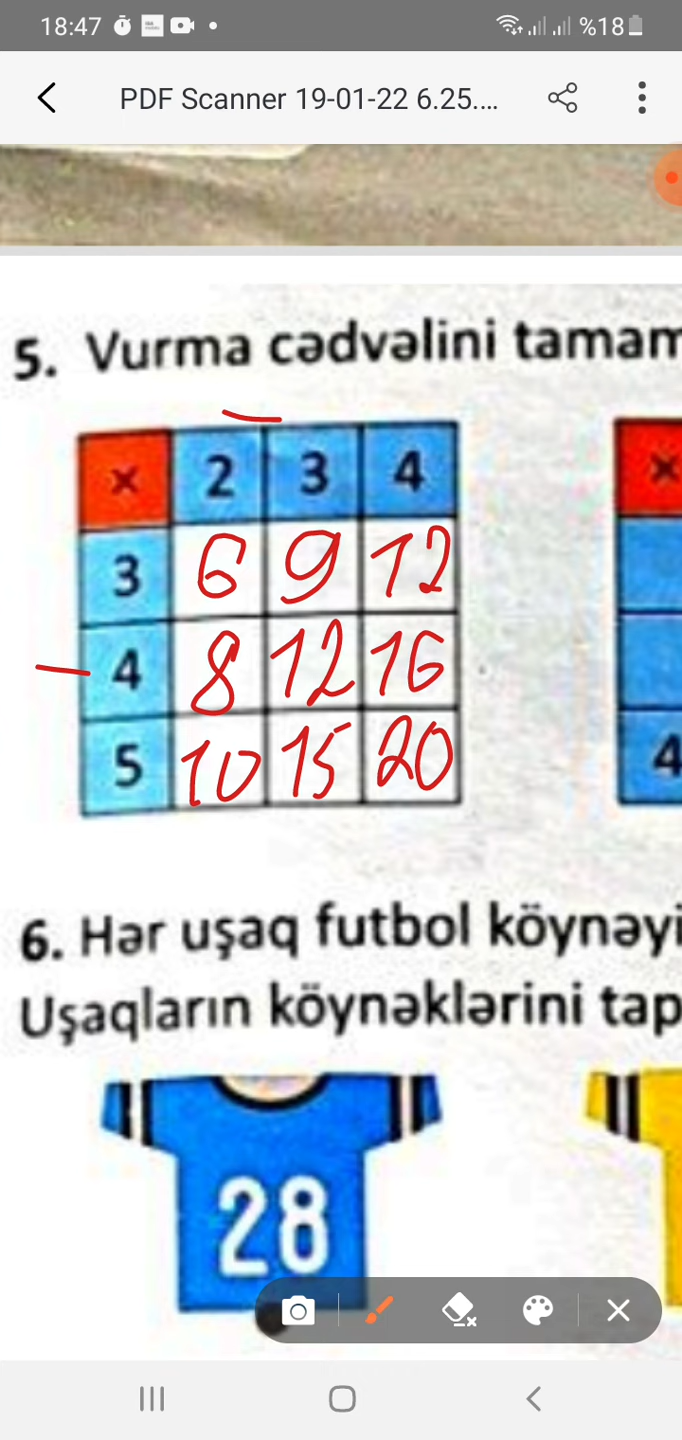 18:47 %18
PDF Scanner 19-01-22 6.25....
5. Vurma cədvəlini tamam
× 2 3 4 ×
3 6 9 12
4 8 12 16
5 10 15 20 4
6. Hər uşaq futbol köynəyi
Uşaqların köynəklərini tap
28